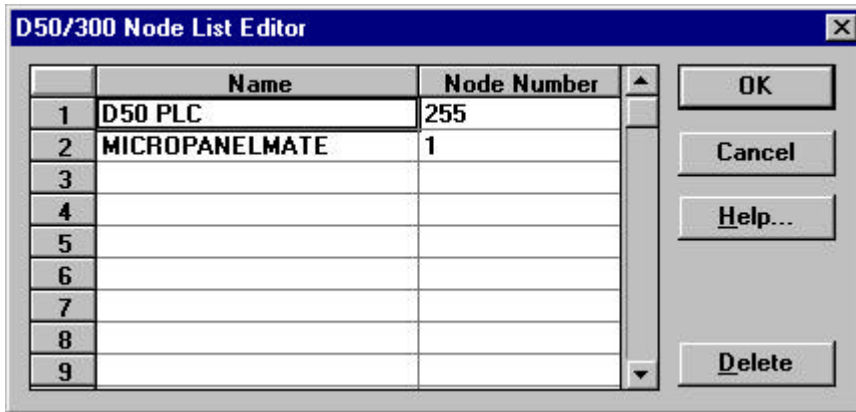 D50/300 Node List Editor
Name Node Number
1 D50 PLC 255
2 MICROPANELMATE 1
3
4
5
6
7
8
9
OK
Cancel
Help...
Delete